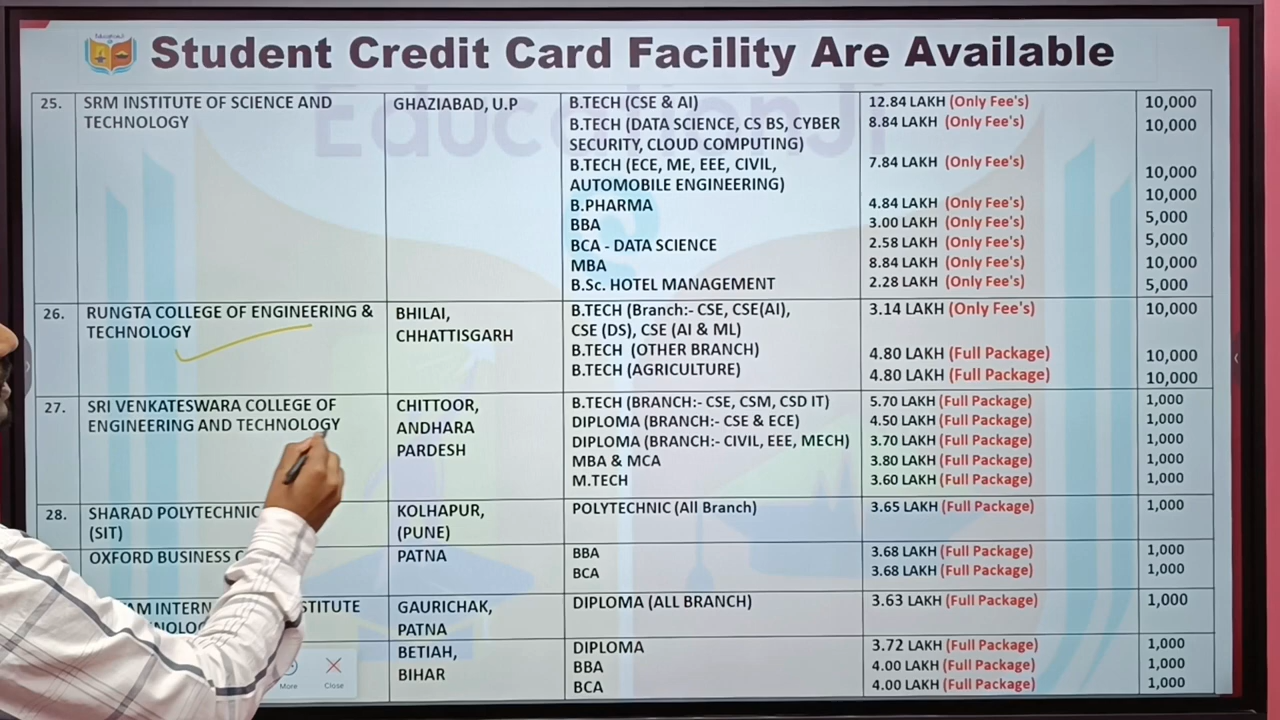 EducationJi
Student Credit Card Facility Are Available
25. SRM INSTITUTE OF SCIENCE AND TECHNOLOGY GHAZIABAD, U.P B.TECH (CSE & AI) 12.84 LAKH (Only Fee's) 10,000
B.TECH (DATA SCIENCE, CS BS, CYBER SECURITY, CLOUD COMPUTING) 8.84 LAKH (Only Fee's) 10,000
B.TECH (ECE, ME, EEE, CIVIL, AUTOMOBILE ENGINEERING) 7.84 LAKH (Only Fee's) 10,000
B.PHARMA 4.84 LAKH (Only Fee's) 10,000
BBA 3.00 LAKH (Only Fee's) 5,000
BCA - DATA SCIENCE 2.58 LAKH (Only Fee's) 5,000
MBA 8.84 LAKH (Only Fee's) 10,000
B.Sc. HOTEL MANAGEMENT 2.28 LAKH (Only Fee's) 5,000
26. RUNGTA COLLEGE OF ENGINEERING & TECHNOLOGY BHILAI, CHHATTISGARH B.TECH (Branch:- CSE, CSE(AI), CSE (DS), CSE (AI & ML) 3.14 LAKH (Only Fee's) 10,000
B.TECH (OTHER BRANCH) 4.80 LAKH (Full Package) 10,000
B.TECH (AGRICULTURE) 4.80 LAKH (Full Package) 10,000
27. SRI VENKATESWARA COLLEGE OF ENGINEERING AND TECHNOLOGY CHITTOOR, ANDHARA PARDESH B.TECH (BRANCH:- CSE, CSM, CSD IT) 5.70 LAKH (Full Package) 1,000
DIPLOMA (BRANCH:- CSE & ECE) 4.50 LAKH (Full Package) 1,000
DIPLOMA (BRANCH:- CIVIL, EEE, MECH) 3.70 LAKH (Full Package) 1,000
MBA & MCA 3.80 LAKH (Full Package) 1,000
M.TECH 3.60 LAKH (Full Package) 1,000
28. SHARAD POLYTECHNIC (SIT) KOLHAPUR, (PUNE) POLYTECHNIC (All Branch) 3.65 LAKH (Full Package) 1,000
OXFORD BUSINESS PATNA BBA 3.68 LAKH (Full Package) 1,000
BCA 3.68 LAKH (Full Package) 1,000
GAURICHAK, PATNA DIPLOMA (ALL BRANCH) 3.63 LAKH (Full Package) 1,000
BETIAH, BIHAR DIPLOMA 3.72 LAKH (Full Package) 1,000
BBA 4.00 LAKH (Full Package) 1,000
BCA 4.00 LAKH (Full Package) 1,000
More Close